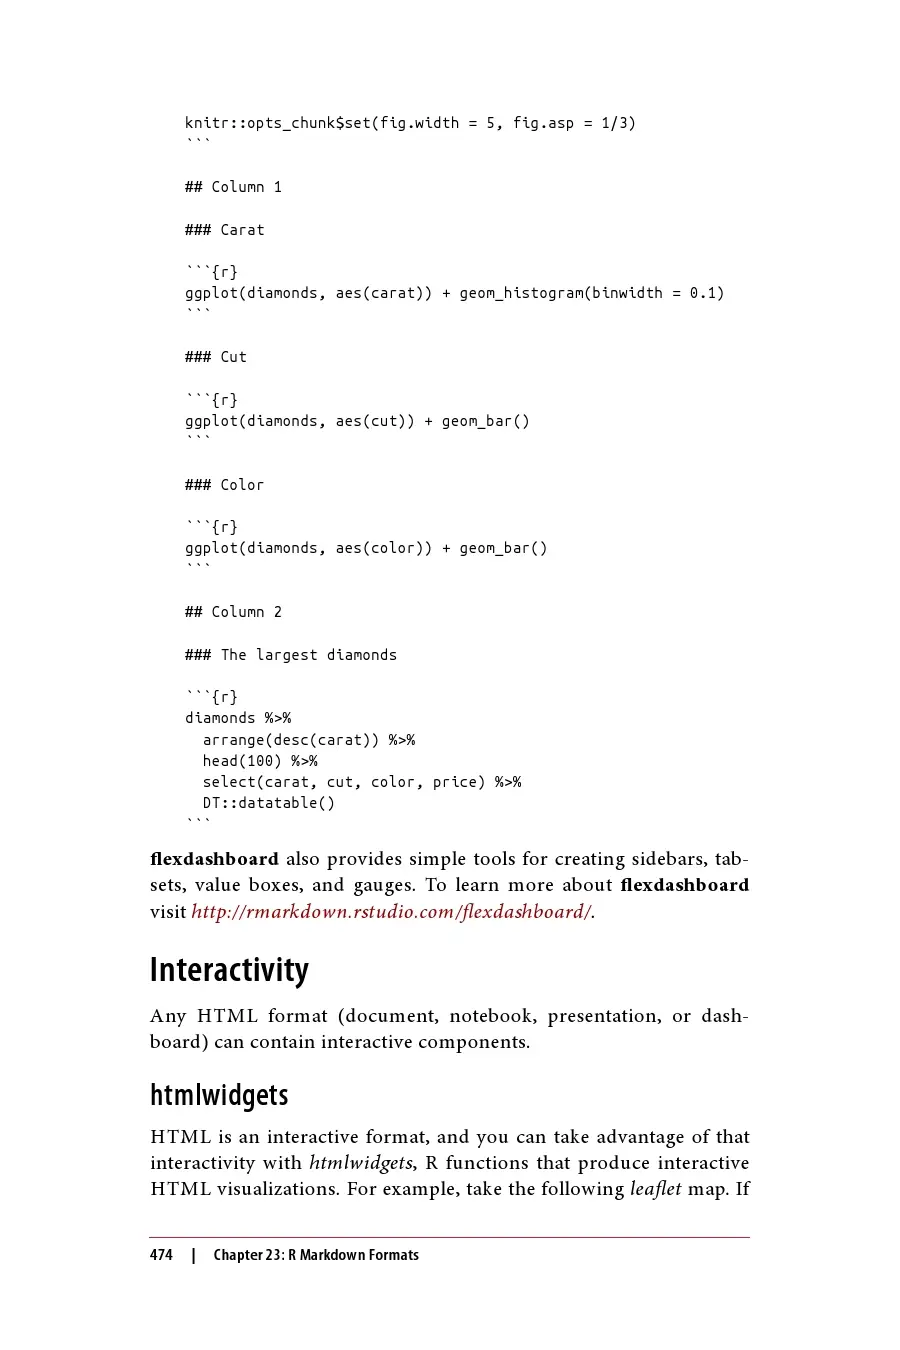 knitr::opts_chunk$set(fig.width = 5, fig.asp = 1/3)
```
## Column 1
### Carat
```{r}
ggplot(diamonds, aes(carat)) + geom_histogram(binwidth = 0.1)
```
### Cut
```{r}
ggplot(diamonds, aes(cut)) + geom_bar()
```
### Color
```{r}
ggplot(diamonds, aes(color)) + geom_bar()
```
## Column 2
### The largest diamonds
```{r}
diamonds %>%
  arrange(desc(carat)) %>%
  head(100) %>%
  select(carat, cut, color, price) %>%
  DT::datatable()
```
flexdashboard also provides simple tools for creating sidebars, tab-
sets, value boxes, and gauges. To learn more about flexdashboard
visit http://rmarkdown.rstudio.com/flexdashboard/.
Interactivity
Any HTML format (document, notebook, presentation, or dash-
board) can contain interactive components.
htmlwidgets
HTML is an interactive format, and you can take advantage of that
interactivity with htmlwidgets, R functions that produce interactive
HTML visualizations. For example, take the following leaflet map. If
474 | Chapter 23: R Markdown Formats